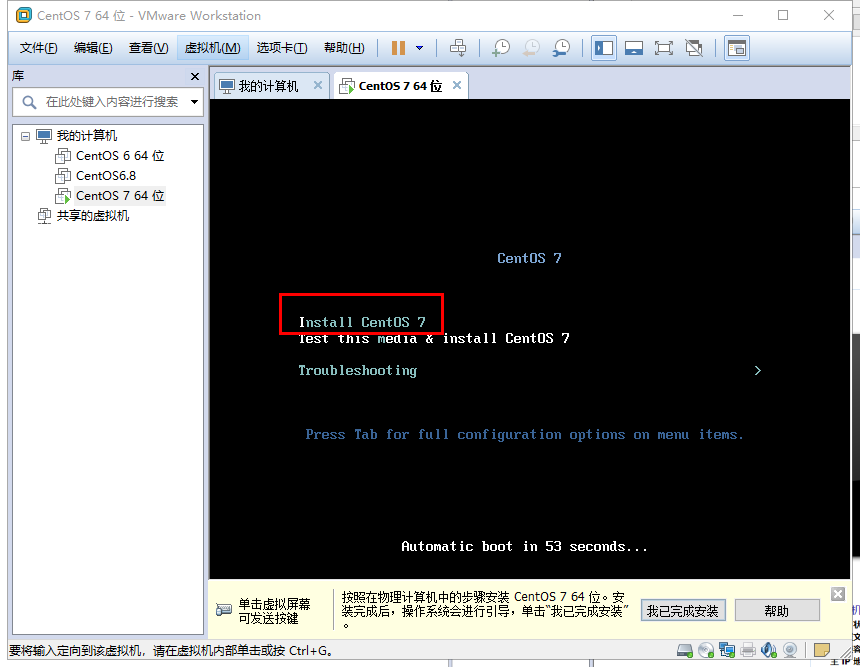 CentOS 7 64 位 - VMware Workstation
文件(F) 编辑(E) 查看(V) 虚拟机(M) 选项卡(T) 帮助(H)
库
在此处键入内容进行搜索
我的计算机
CentOS 6 64 位
CentOS6.8
CentOS 7 64 位
共享的虚拟机
我的计算机 CentOS 7 64 位
CentOS 7
Install CentOS 7
Test this media & install CentOS 7
Troubleshooting >
Press Tab for full configuration options on menu items.
Automatic boot in 53 seconds...
单击虚拟屏幕
可发送按键
按照在物理计算机中的步骤安装 CentOS 7 64 位。安
装完成后，操作系统会进行引导，单击“我已完成安装”
。
我已完成安装 帮助
要将输入定向到该虚拟机，请在虚拟机内部单击或按 Ctrl+G。